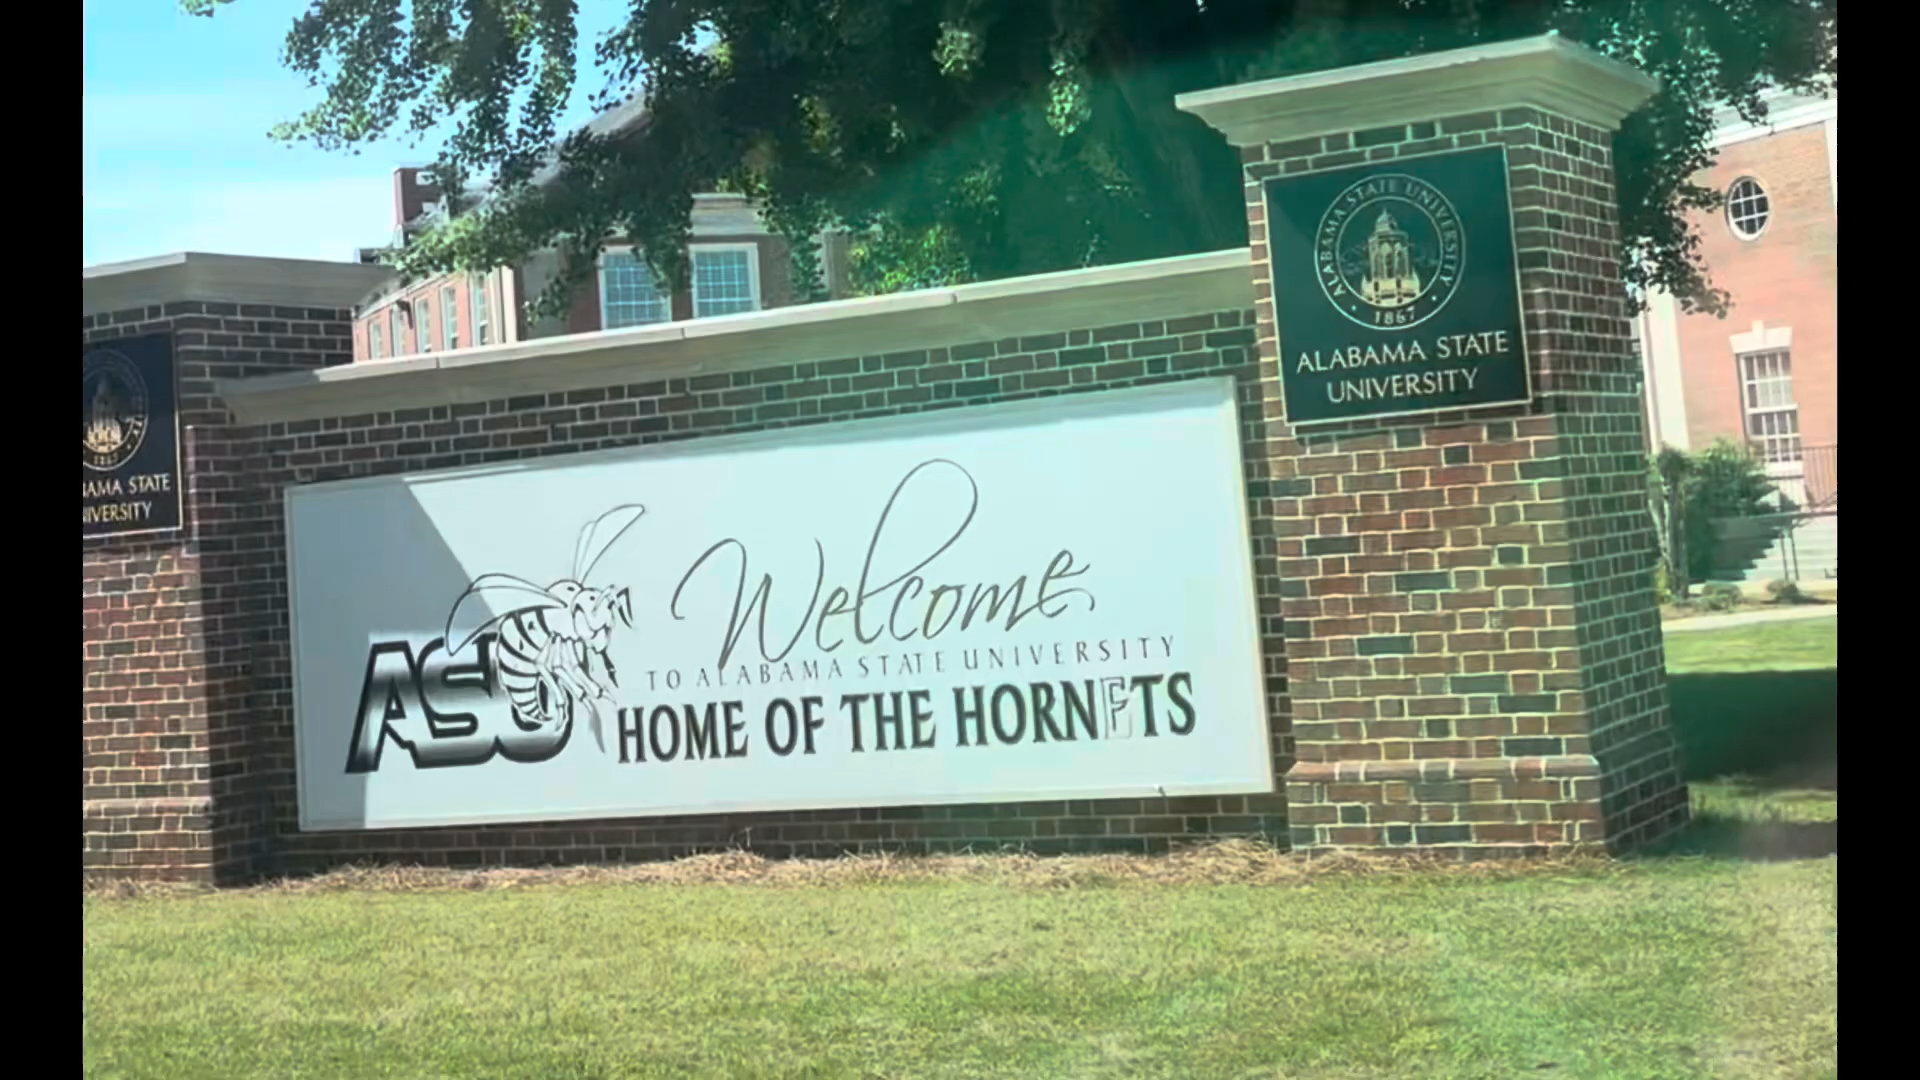 ALABAMA STATE UNIVERSITY
1867
ALABAMA STATE
UNIVERSITY
1867
AMA STATE
IVERSITY
ASU
Welcome
TO ALABAMA STATE UNIVERSITY
HOME OF THE HORNETS